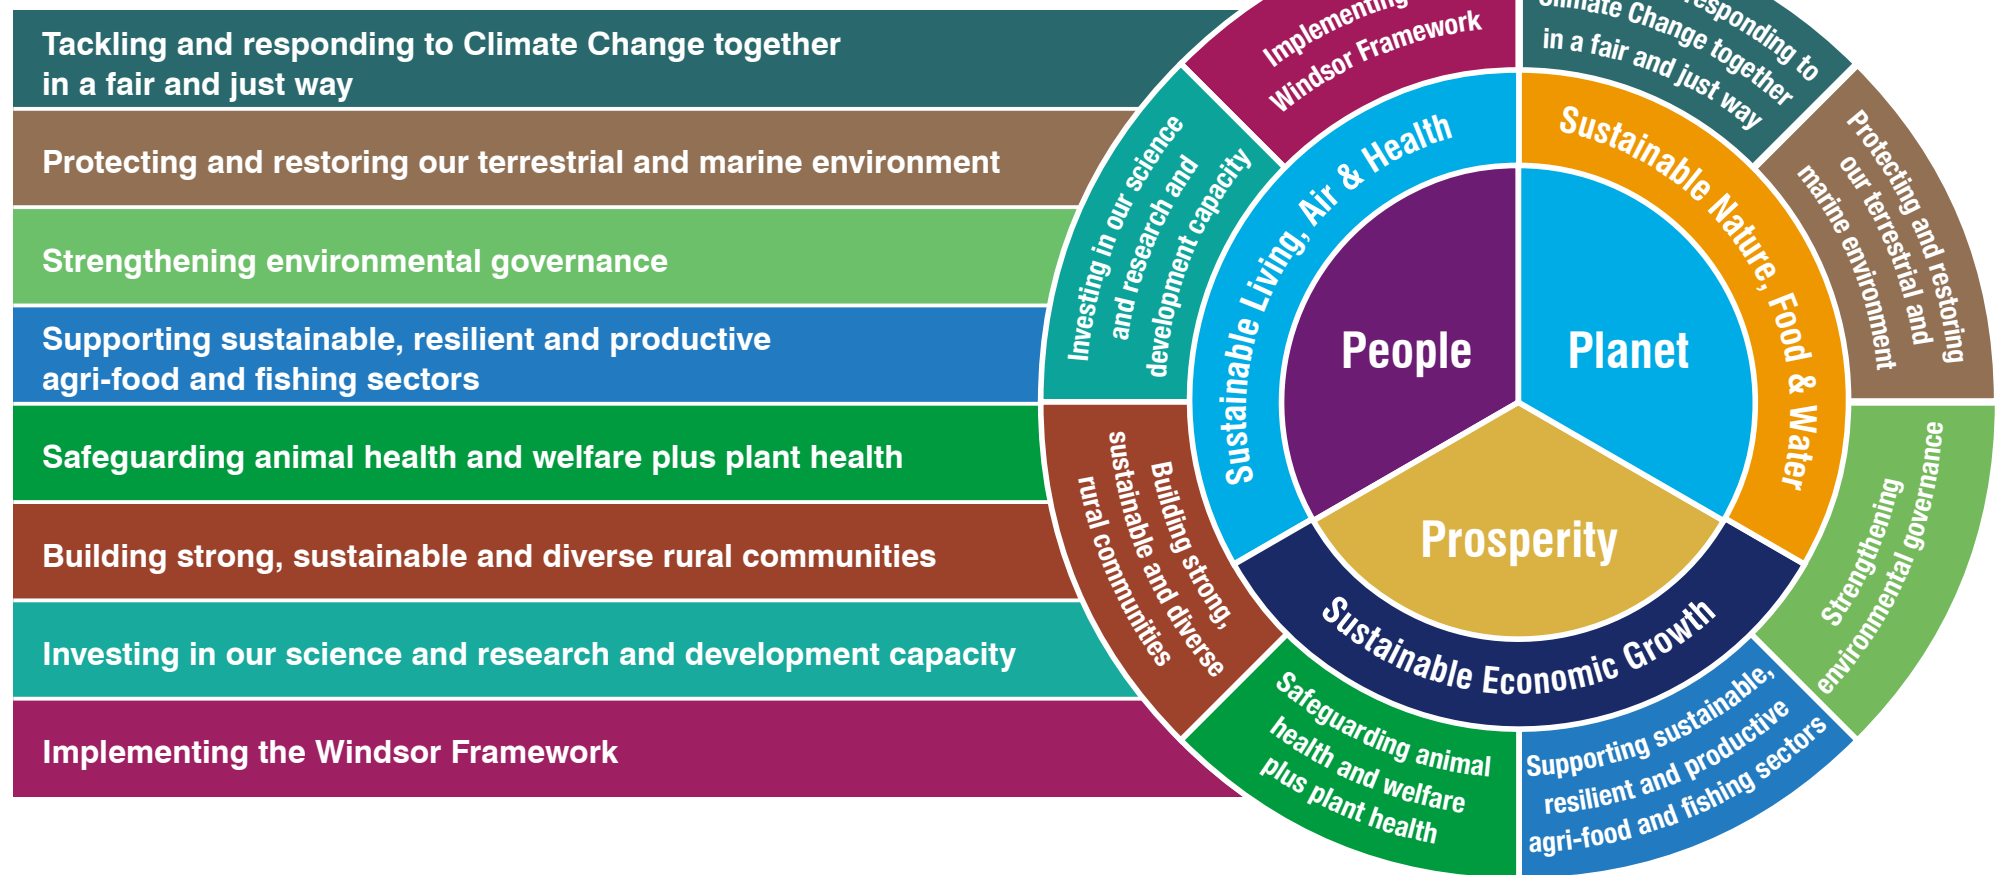 Tackling and responding to Climate Change together
in a fair and just way
Protecting and restoring our terrestrial and marine environment
Strengthening environmental governance
Supporting sustainable, resilient and productive
agri-food and fishing sectors
Safeguarding animal health and welfare plus plant health
Building strong, sustainable and diverse rural communities
Investing in our science and research and development capacity
Implementing the Windsor Framework
People
Planet
Prosperity
Sustainable Living, Air & Health
Sustainable Nature, Food & Water
Sustainable Economic Growth
responding to
Climate Change together
in a fair and just way
Protecting and restoring
our terrestrial and
marine environment
Strengthening
environmental governance
Supporting sustainable,
resilient and productive
agri-food and fishing sectors
Safeguarding animal
health and welfare
plus plant health
Building strong,
sustainable and diverse
rural communities
Investing in our science
and research and
development capacity
Implementing
Windsor Framework